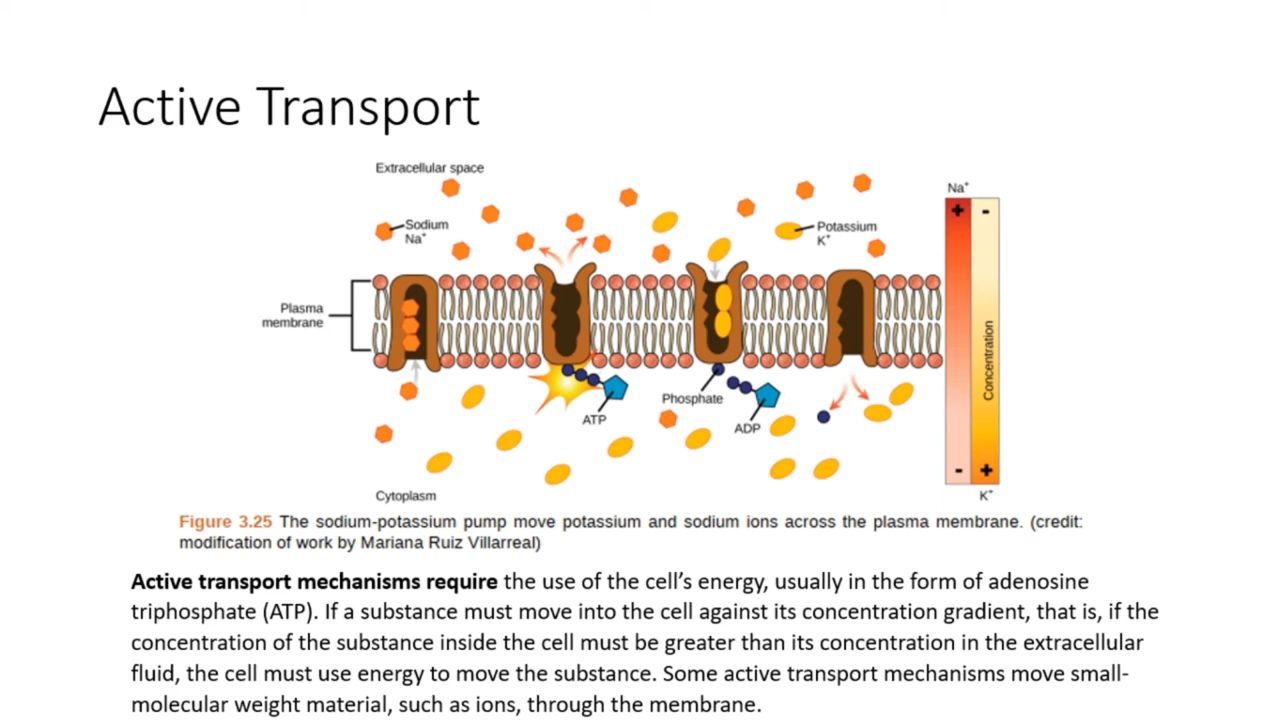 Active Transport
Extracellular space
Na⁺
+
-
Sodium
Na⁺
Potassium
K⁺
Plasma
membrane
Concentration
Phosphate
ATP
ADP
-
+
Cytoplasm
K⁺
Figure 3.25 The sodium-potassium pump move potassium and sodium ions across the plasma membrane. (credit:
modification of work by Mariana Ruiz Villarreal)
Active transport mechanisms require the use of the cell’s energy, usually in the form of adenosine
triphosphate (ATP). If a substance must move into the cell against its concentration gradient, that is, if the
concentration of the substance inside the cell must be greater than its concentration in the extracellular
fluid, the cell must use energy to move the substance. Some active transport mechanisms move small-
molecular weight material, such as ions, through the membrane.